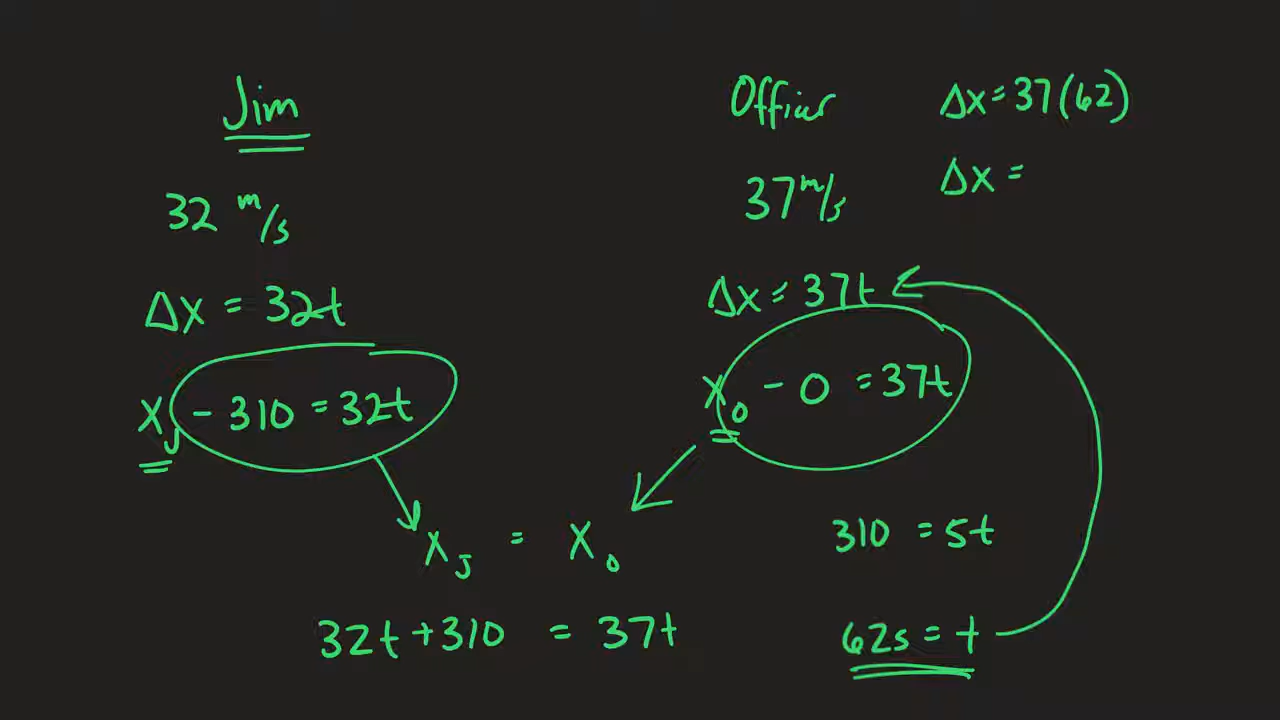 Jim
32 m/s
Δx = 32t
xJ - 310 = 32t
Officer
37 m/s
Δx = 37t
xo - 0 = 37t
Δx = 37(62)
Δx =
xJ = xo
32t + 310 = 37t
310 = 5t
62s = t